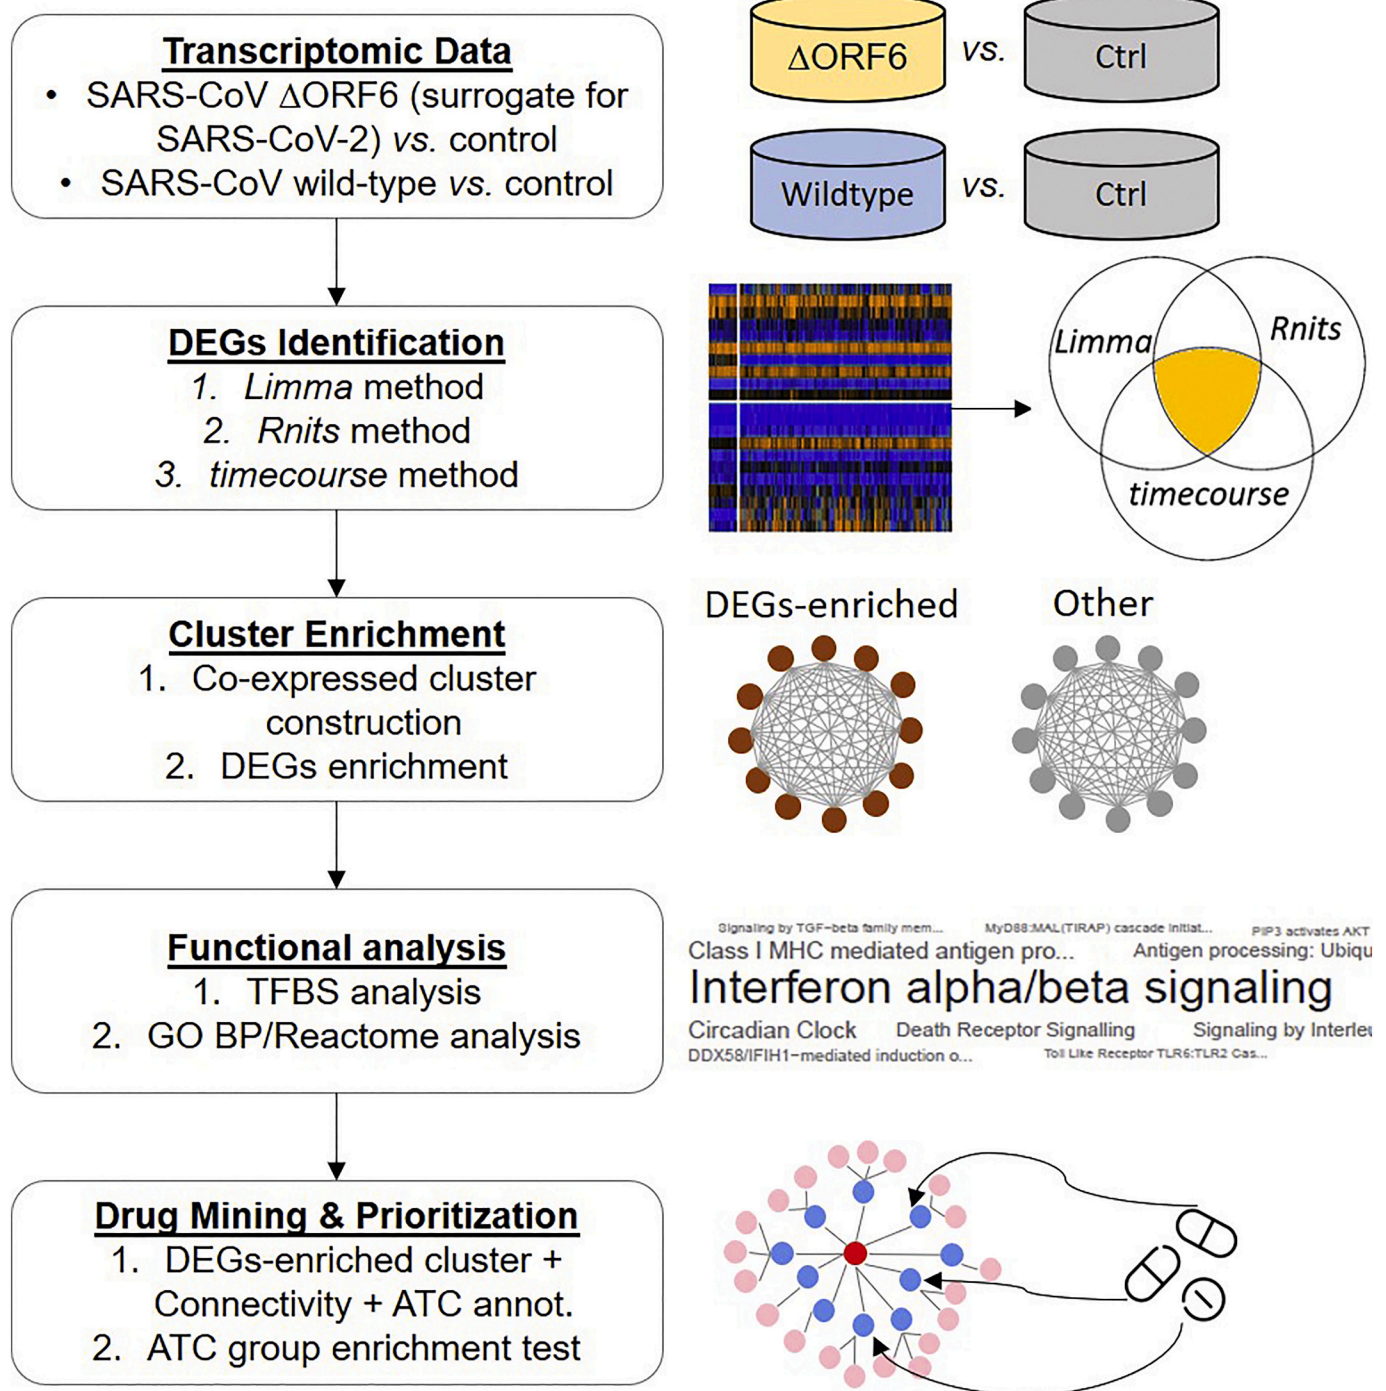 Transcriptomic Data
• SARS-CoV ΔORF6 (surrogate for
SARS-CoV-2) vs. control
• SARS-CoV wild-type vs. control
ΔORF6 vs. Ctrl
Wildtype vs. Ctrl
DEGs Identification
1. Limma method
2. Rnits method
3. timecourse method
Limma
Rnits
timecourse
Cluster Enrichment
1. Co-expressed cluster
construction
2. DEGs enrichment
DEGs-enriched
Other
Functional analysis
1. TFBS analysis
2. GO BP/Reactome analysis
Signaling by TGF-beta family mem... MyD88:MAL(TIRAP) cascade initiat... PIP3 activates AKT
Class I MHC mediated antigen pro... Antigen processing: Ubiqu
Interferon alpha/beta signaling
Circadian Clock Death Receptor Signalling Signaling by Interleu
DDX58/IFIH1-mediated induction o... Toll Like Receptor TLR6:TLR2 Cas...
Drug Mining & Prioritization
1. DEGs-enriched cluster +
Connectivity + ATC annot.
2. ATC group enrichment test